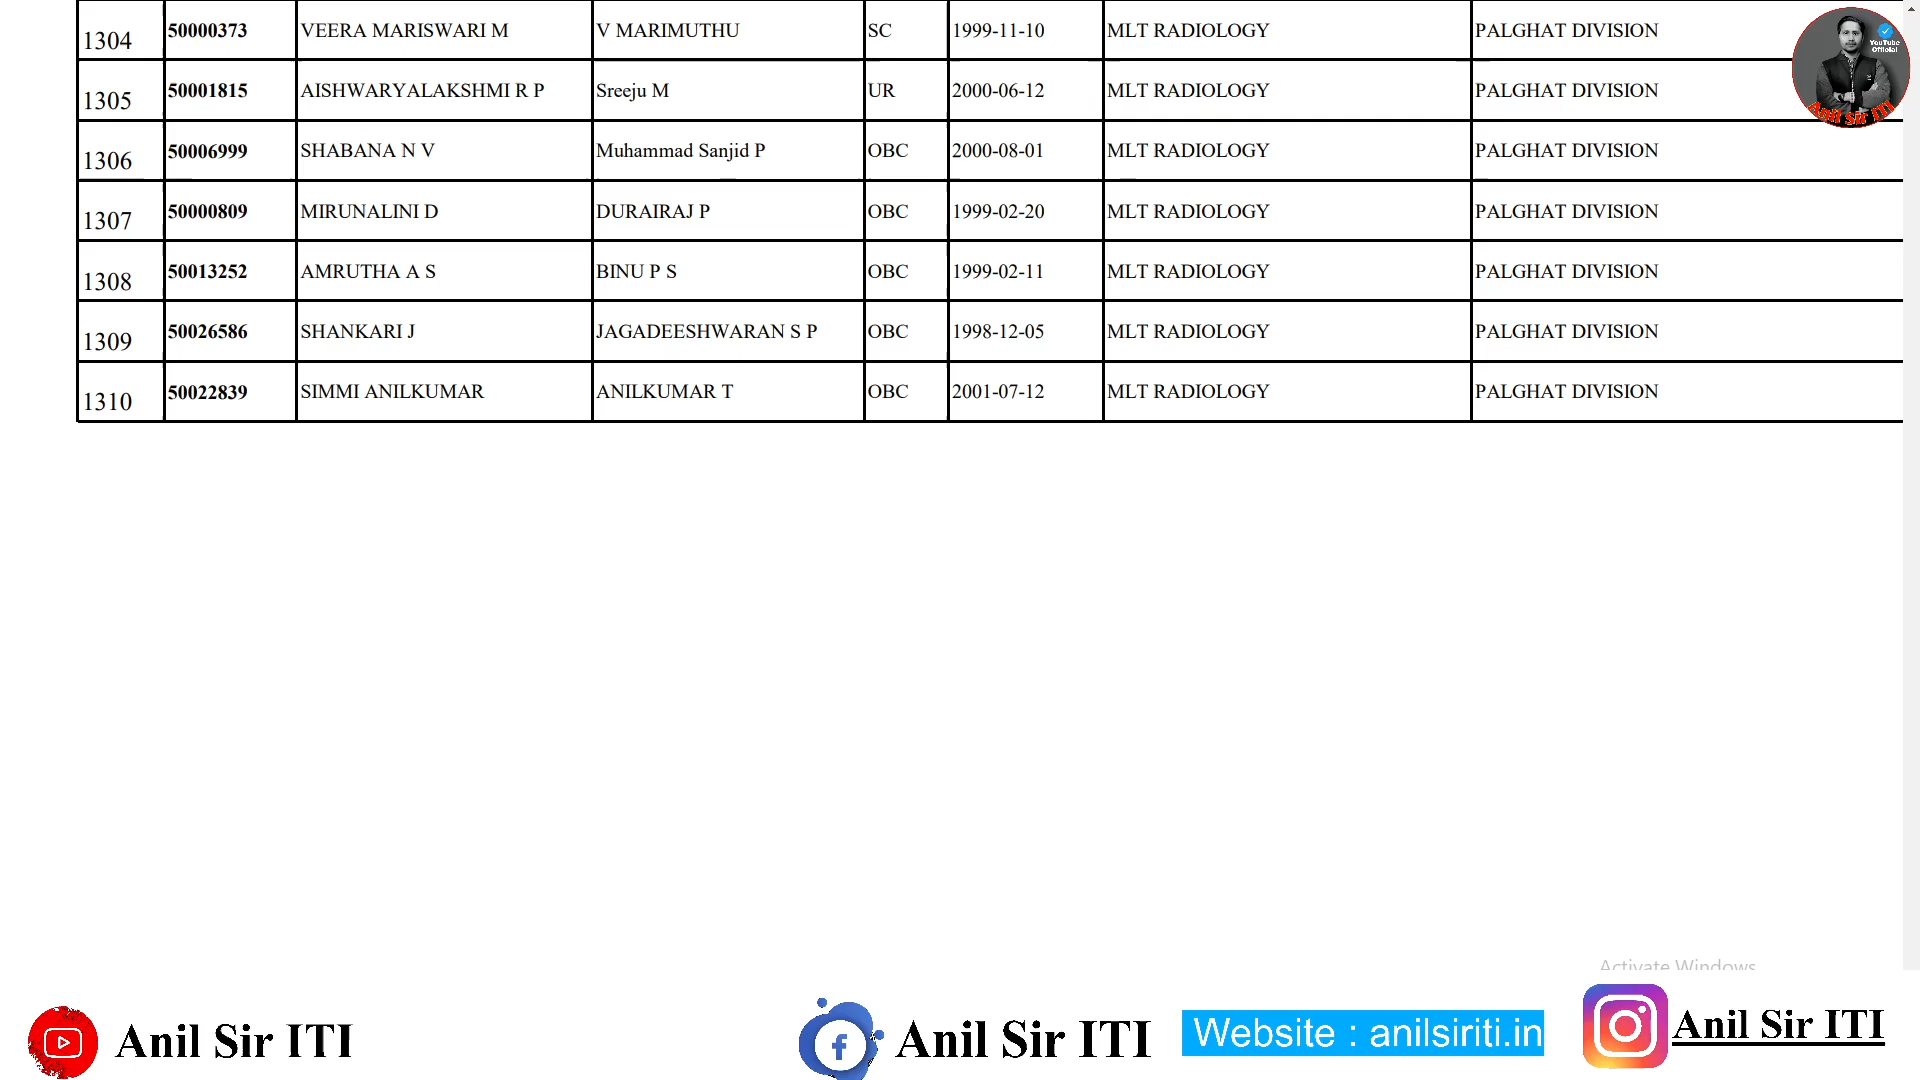 1304 50000373 VEERA MARISWARI M V MARIMUTHU SC 1999-11-10 MLT RADIOLOGY PALGHAT DIVISION
1305 50001815 AISHWARYALAKSHMI R P Sreeju M UR 2000-06-12 MLT RADIOLOGY PALGHAT DIVISION
1306 50006999 SHABANA N V Muhammad Sanjid P OBC 2000-08-01 MLT RADIOLOGY PALGHAT DIVISION
1307 50000809 MIRUNALINI D DURAIRAJ P OBC 1999-02-20 MLT RADIOLOGY PALGHAT DIVISION
1308 50013252 AMRUTHA A S BINU P S OBC 1999-02-11 MLT RADIOLOGY PALGHAT DIVISION
1309 50026586 SHANKARI J JAGADEESHWARAN S P OBC 1998-12-05 MLT RADIOLOGY PALGHAT DIVISION
1310 50022839 SIMMI ANILKUMAR ANILKUMAR T OBC 2001-07-12 MLT RADIOLOGY PALGHAT DIVISION
YouTube
Official
Anil Sir ITI
Activate Windows
Anil Sir ITI
Anil Sir ITI
Website : anilsiriti.in
Anil Sir ITI